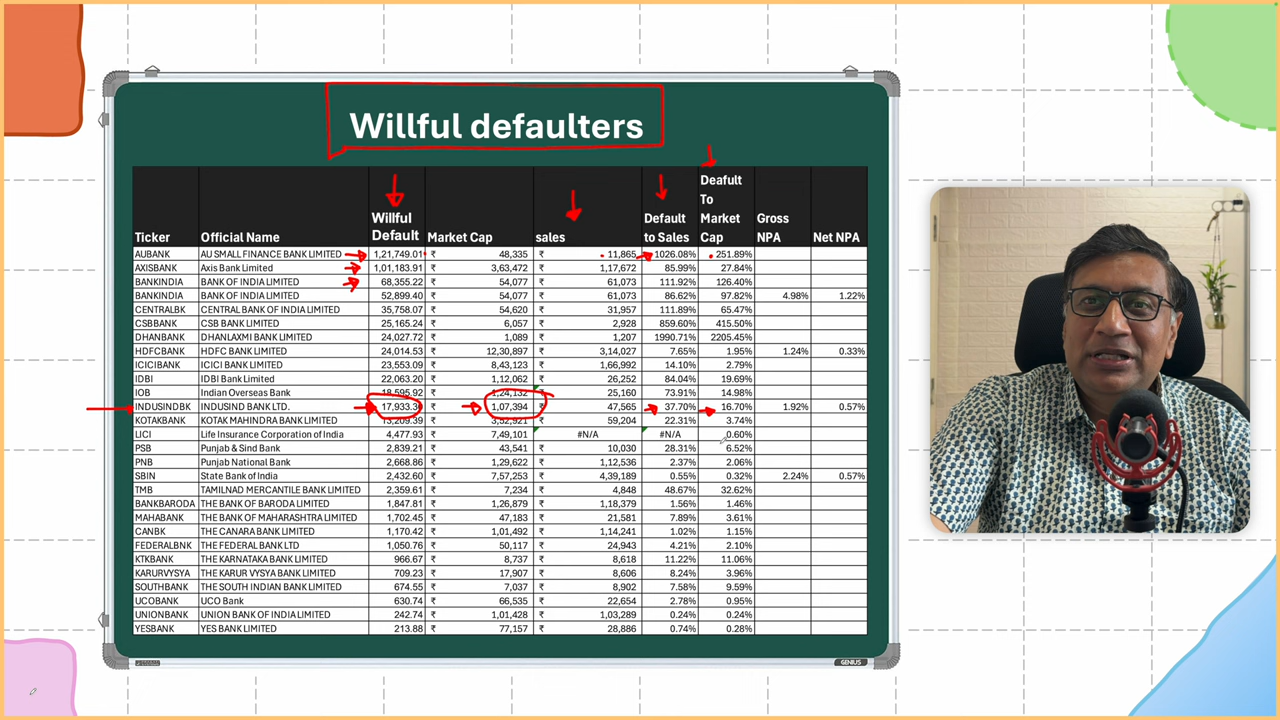 Willful defaulters
Ticker Official Name Willful Default Market Cap sales Default to Sales Deafult To Market Cap Gross NPA Net NPA
AUBANK AU SMALL FINANCE BANK LIMITED 1,21,749.01 ₹ 48,335 ₹ 11,865 1026.08% 251.89%
AXISBANK Axis Bank Limited 1,01,183.91 ₹ 3,63,472 ₹ 1,17,672 85.99% 27.84%
BANKINDIA BANK OF INDIA LIMITED 68,355.22 ₹ 54,077 ₹ 61,073 111.92% 126.40%
BANKINDIA BANK OF INDIA LIMITED 52,899.40 ₹ 54,077 ₹ 61,073 86.62% 97.82% 4.98% 1.22%
CENTRALBK CENTRAL BANK OF INDIA LIMITED 35,758.07 ₹ 54,620 ₹ 31,957 111.89% 65.47%
CSBBANK CSB BANK LIMITED 25,165.24 ₹ 6,057 ₹ 2,928 859.60% 415.50%
DHANBANK DHANLAXMI BANK LIMITED 24,027.72 ₹ 1,089 ₹ 1,207 1990.71% 2205.45%
HDFCBANK HDFC BANK LIMITED 24,014.53 ₹ 12,30,897 ₹ 3,14,027 7.65% 1.95% 1.24% 0.33%
ICICIBANK ICICI BANK LIMITED 23,553.09 ₹ 8,43,123 ₹ 1,66,992 14.10% 2.79%
IDBI IDBI Bank Limited 22,063.20 ₹ 1,12,062 ₹ 26,252 84.04% 19.69%
IOB Indian Overseas Bank 18,595.92 ₹ 1,24,132 ₹ 25,160 73.91% 14.98%
INDUSINDBK INDUSIND BANK LTD. 17,933.3 ₹ 1,07,394 ₹ 47,565 37.70% 16.70% 1.92% 0.57%
KOTAKBANK KOTAK MAHINDRA BANK LIMITED 13,209.39 ₹ 3,52,921 ₹ 59,204 22.31% 3.74%
LICI Life Insurance Corporation of India 4,477.93 ₹ 7,49,101 #N/A #N/A 0.60%
PSB Punjab & Sind Bank 2,839.21 ₹ 43,541 ₹ 10,030 28.31% 6.52%
PNB Punjab National Bank 2,668.86 ₹ 1,29,622 ₹ 1,12,536 2.37% 2.06%
SBIN State Bank of India 2,432.60 ₹ 7,57,253 ₹ 4,39,189 0.55% 0.32% 2.24% 0.57%
TMB TAMILNAD MERCANTILE BANK LIMITED 2,359.61 ₹ 7,234 ₹ 4,848 48.67% 32.62%
BANKBARODA THE BANK OF BARODA LIMITED 1,847.81 ₹ 1,26,879 ₹ 1,18,379 1.56% 1.46%
MAHABANK THE BANK OF MAHARASHTRA LIMITED 1,702.45 ₹ 47,183 ₹ 21,581 7.89% 3.61%
CANBK THE CANARA BANK LIMITED 1,170.42 ₹ 1,01,492 ₹ 1,14,241 1.02% 1.15%
FEDERALBNK THE FEDERAL BANK LTD 1,050.76 ₹ 50,117 ₹ 24,943 4.21% 2.10%
KTKBANK THE KARNATAKA BANK LIMITED 966.67 ₹ 8,737 ₹ 8,618 11.22% 11.06%
KARURVYSYA THE KARUR VYSYA BANK LIMITED 709.23 ₹ 17,907 ₹ 8,606 8.24% 3.96%
SOUTHBANK THE SOUTH INDIAN BANK LIMITED 674.55 ₹ 7,037 ₹ 8,902 7.58% 9.59%
UCOBANK UCO Bank 630.74 ₹ 66,535 ₹ 22,654 2.78% 0.95%
UNIONBANK UNION BANK OF INDIA LIMITED 242.74 ₹ 1,01,428 ₹ 1,03,289 0.24% 0.24%
YESBANK YES BANK LIMITED 213.88 ₹ 77,157 ₹ 28,886 0.74% 0.28%
GENIUS